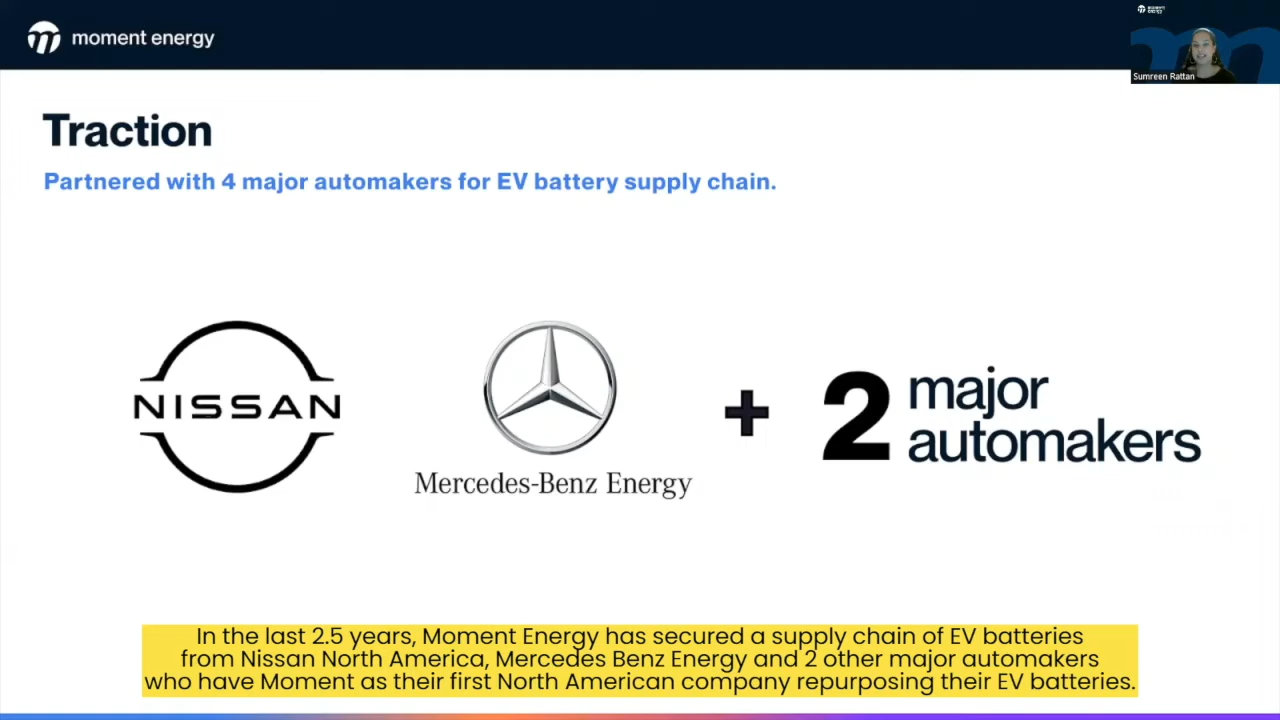 moment energy
moment energy
Sumreen Rattan
Traction
Partnered with 4 major automakers for EV battery supply chain.
NISSAN
Mercedes-Benz Energy
+
2
major
automakers
In the last 2.5 years, Moment Energy has secured a supply chain of EV batteries
from Nissan North America, Mercedes Benz Energy and 2 other major automakers
who have Moment as their first North American company repurposing their EV batteries.